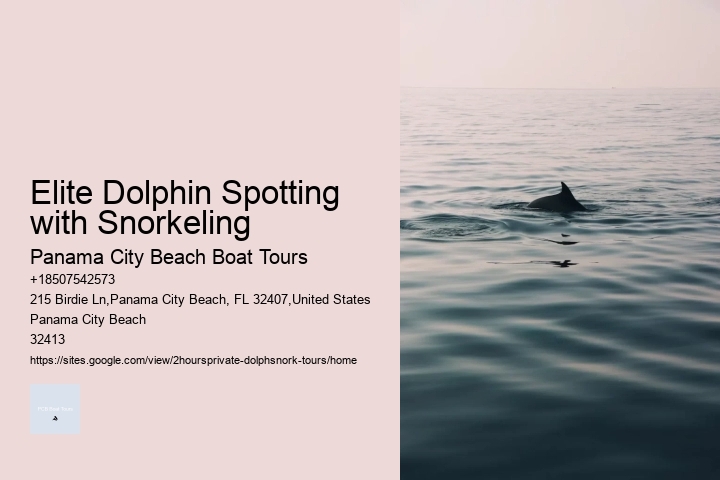 Elite Dolphin Spotting
with Snorkeling
Panama City Beach Boat Tours
+18507542573
215 Birdie Ln,Panama City Beach, FL 32407,United States
Panama City Beach
32413
https://sites.google.com/view/2hoursprivate-dolphsnork-tours/home